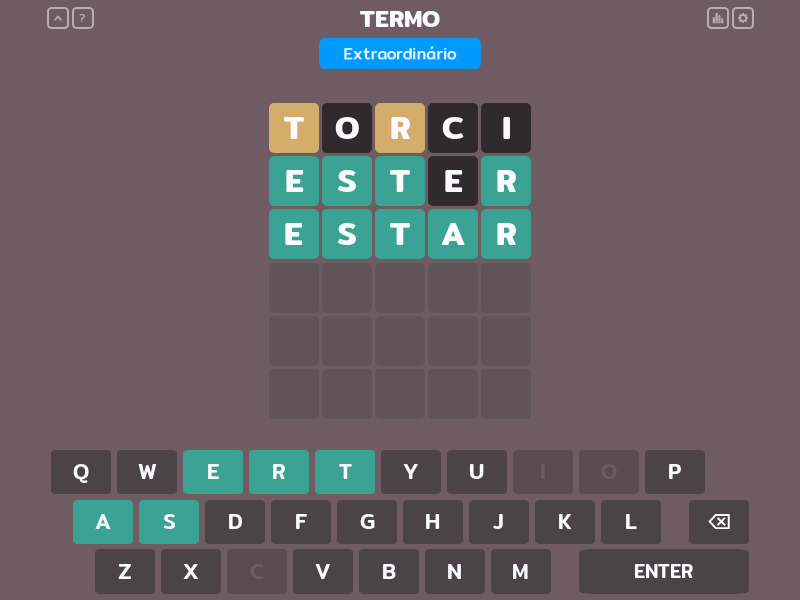 ?
TERMO
Extraordinário
TORCI
ESTER
ESTAR
Q W E R T Y U I O P
A S D F G H J K L
Z X C V B N M ENTER